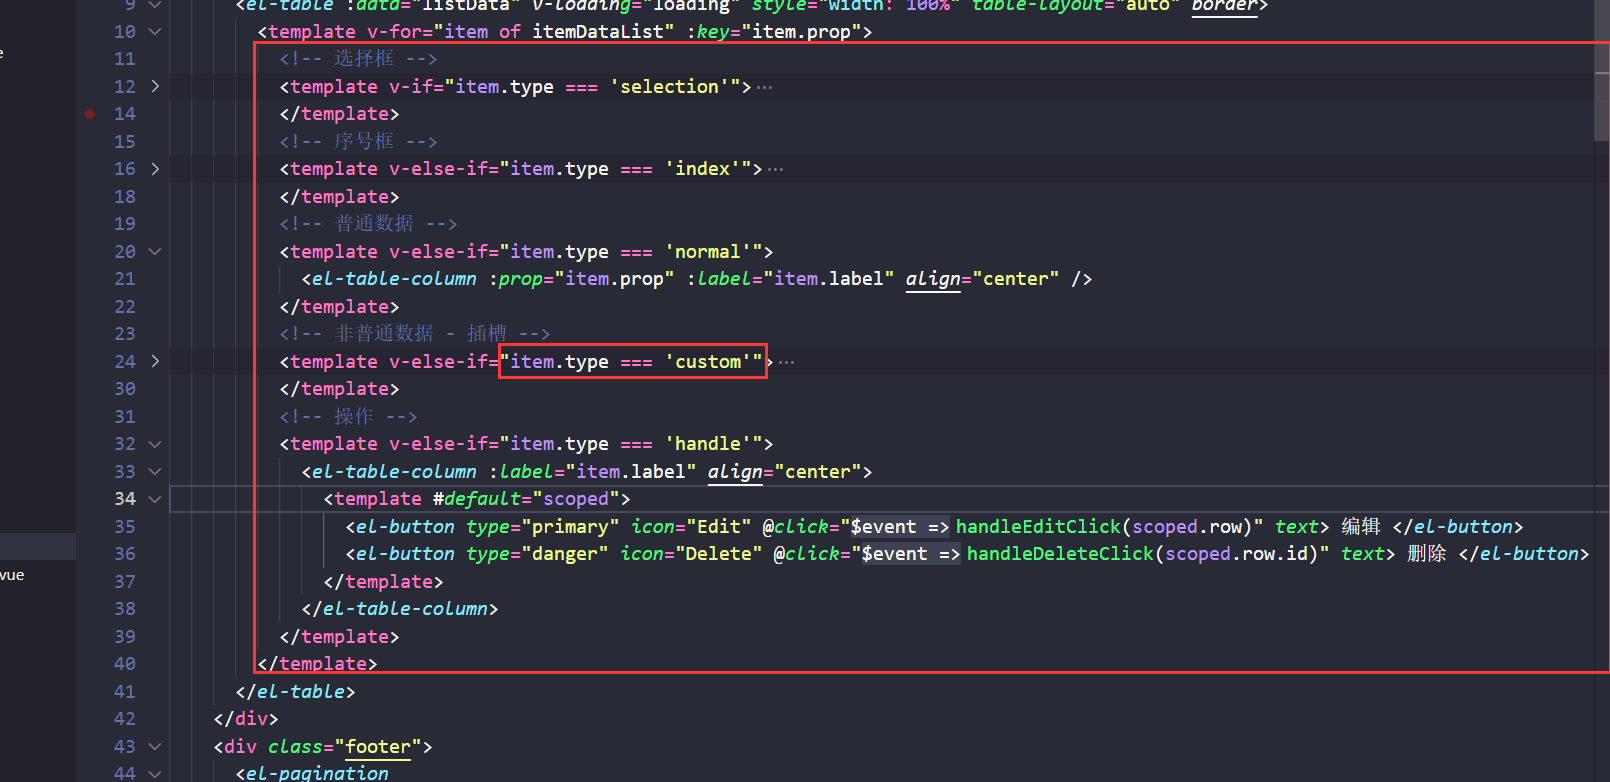 9 <el-table :data="listData" v-loading="loading" style="width: 100%" table-layout="auto" border>
10 <template v-for="item of itemDataList" :key="item.prop">
11 <!-- 选择框 -->
12 <template v-if="item.type === 'selection'">···
14 </template>
15 <!-- 序号框 -->
16 <template v-else-if="item.type === 'index'">···
18 </template>
19 <!-- 普通数据 -->
20 <template v-else-if="item.type === 'normal'">
21 <el-table-column :prop="item.prop" :label="item.label" align="center" />
22 </template>
23 <!-- 非普通数据 - 插槽 -->
24 <template v-else-if="item.type === 'custom'">···
30 </template>
31 <!-- 操作 -->
32 <template v-else-if="item.type === 'handle'">
33 <el-table-column :label="item.label" align="center">
34 <template #default="scoped">
35 <el-button type="primary" icon="Edit" @click="$event => handleEditClick(scoped.row)" text> 编辑 </el-button>
36 <el-button type="danger" icon="Delete" @click="$event => handleDeleteClick(scoped.row.id)" text> 删除 </el-button>
vue
37 </template>
38 </el-table-column>
39 </template>
40 </template>
41 </el-table>
42 </div>
43 <div class="footer">
44 <el-pagination